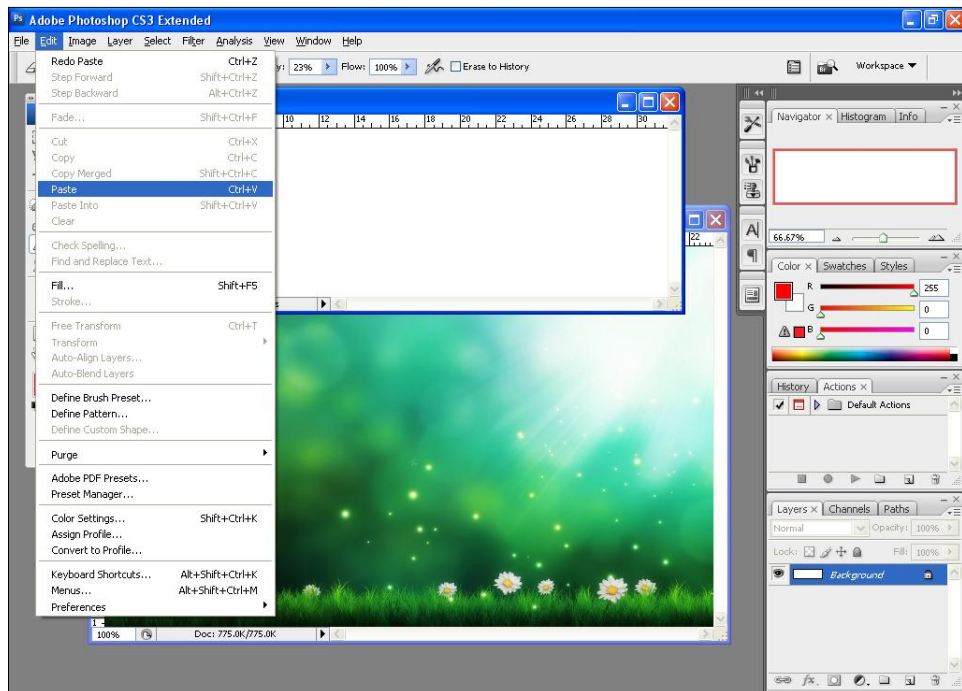 Ps Adobe Photoshop CS3 Extended
File Edit Image Layer Select Filter Analysis View Window Help
23% Flow: 100% Erase to History Workspace
Redo Paste Ctrl+Z
Step Forward Shift+Ctrl+Z
Step Backward Alt+Ctrl+Z
Fade... Shift+Ctrl+F
Cut Ctrl+X
Copy Ctrl+C
Copy Merged Shift+Ctrl+C
Paste Ctrl+V
Paste Into Shift+Ctrl+V
Clear
Check Spelling...
Find and Replace Text...
Fill... Shift+F5
Stroke...
Free Transform Ctrl+T
Transform
Auto-Align Layers...
Auto-Blend Layers
Define Brush Preset...
Define Pattern...
Define Custom Shape...
Purge
Adobe PDF Presets...
Preset Manager...
Color Settings... Shift+Ctrl+K
Assign Profile...
Convert to Profile...
Keyboard Shortcuts... Alt+Shift+Ctrl+K
Menus... Alt+Shift+Ctrl+M
Preferences
10 12 14 16 18 20 22 24 26 28 30
22
1
100% Doc: 775.0K/775.0K
Navigator × Histogram Info
66.67%
Color × Swatches Styles
R 255
G 0
B 0
History Actions ×
Default Actions
Layers × Channels Paths
Normal Opacity: 100%
Lock: Fill: 100%
Background